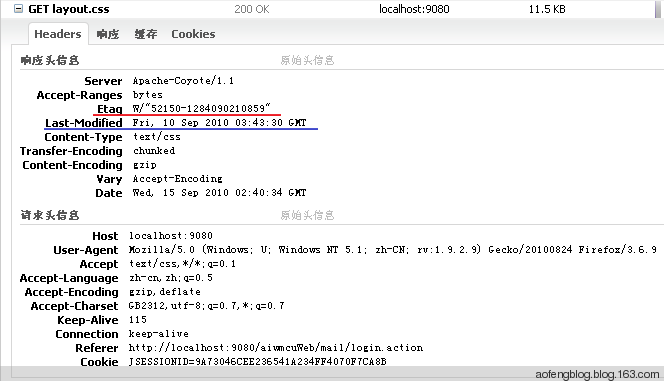 GET layout.css 200 OK localhost:9080 11.5 KB
Headers 响应 缓存 Cookies
响应头信息 原始头信息
Server Apache-Coyote/1.1
Accept-Ranges bytes
Etag W/"52150-1284090210859"
Last-Modified Fri, 10 Sep 2010 03:43:30 GMT
Content-Type text/css
Transfer-Encoding chunked
Content-Encoding gzip
Vary Accept-Encoding
Date Wed, 15 Sep 2010 02:40:34 GMT
请求头信息 原始头信息
Host localhost:9080
User-Agent Mozilla/5.0 (Windows; U; Windows NT 5.1; zh-CN; rv:1.9.2.9) Gecko/20100824 Firefox/3.6.9
Accept text/css,*/*;q=0.1
Accept-Language zh-cn,zh;q=0.5
Accept-Encoding gzip,deflate
Accept-Charset GB2312,utf-8;q=0.7,*;q=0.7
Keep-Alive 115
Connection keep-alive
Referer http://localhost:9080/aiwmcuWeb/mail/login.action
Cookie JSESSIONID=9A73046CEE236541A234FF4070F7CA8B
aofengblog.blog.163.com